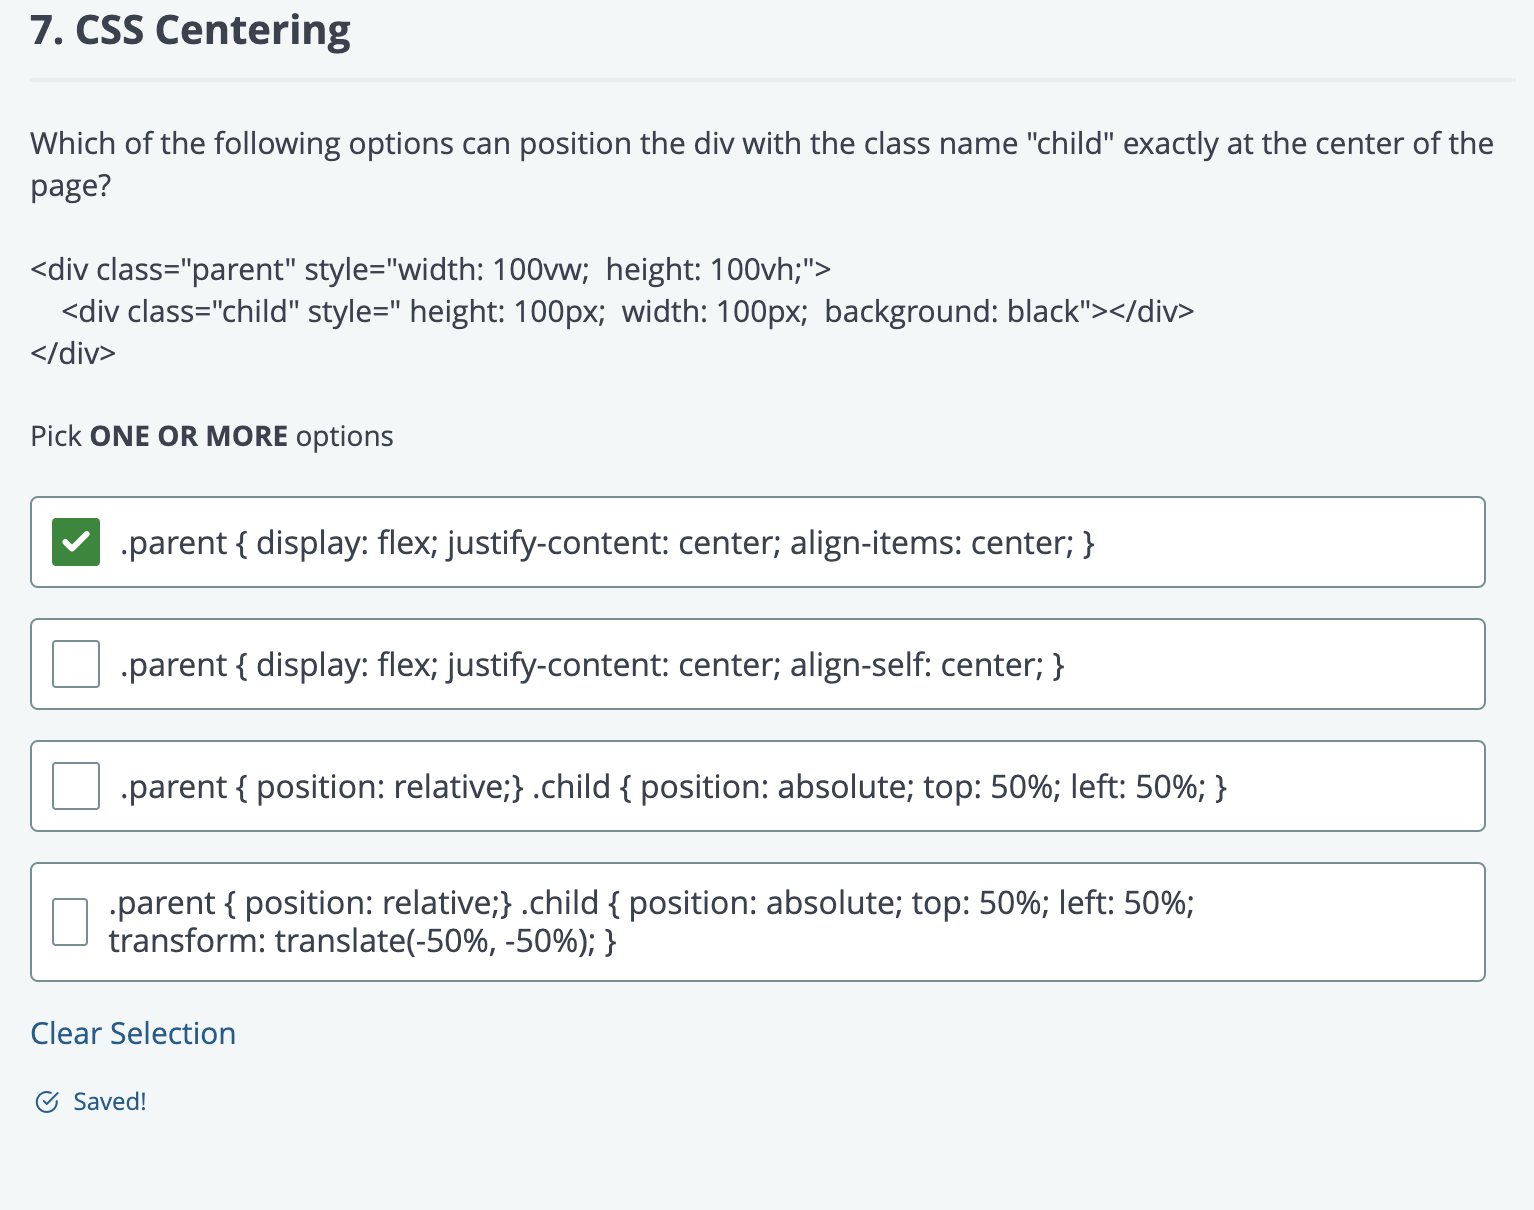 7. CSS Centering
Which of the following options can position the div with the class name "child" exactly at the center of the
page?
<div class="parent" style="width: 100vw;  height: 100vh;">
    <div class="child" style=" height: 100px;  width: 100px;  background: black"></div>
</div>
Pick ONE OR MORE options
.parent { display: flex; justify-content: center; align-items: center; }
.parent { display: flex; justify-content: center; align-self: center; }
.parent { position: relative;} .child { position: absolute; top: 50%; left: 50%; }
.parent { position: relative;} .child { position: absolute; top: 50%; left: 50%;
transform: translate(-50%, -50%); }
Clear Selection
Saved!